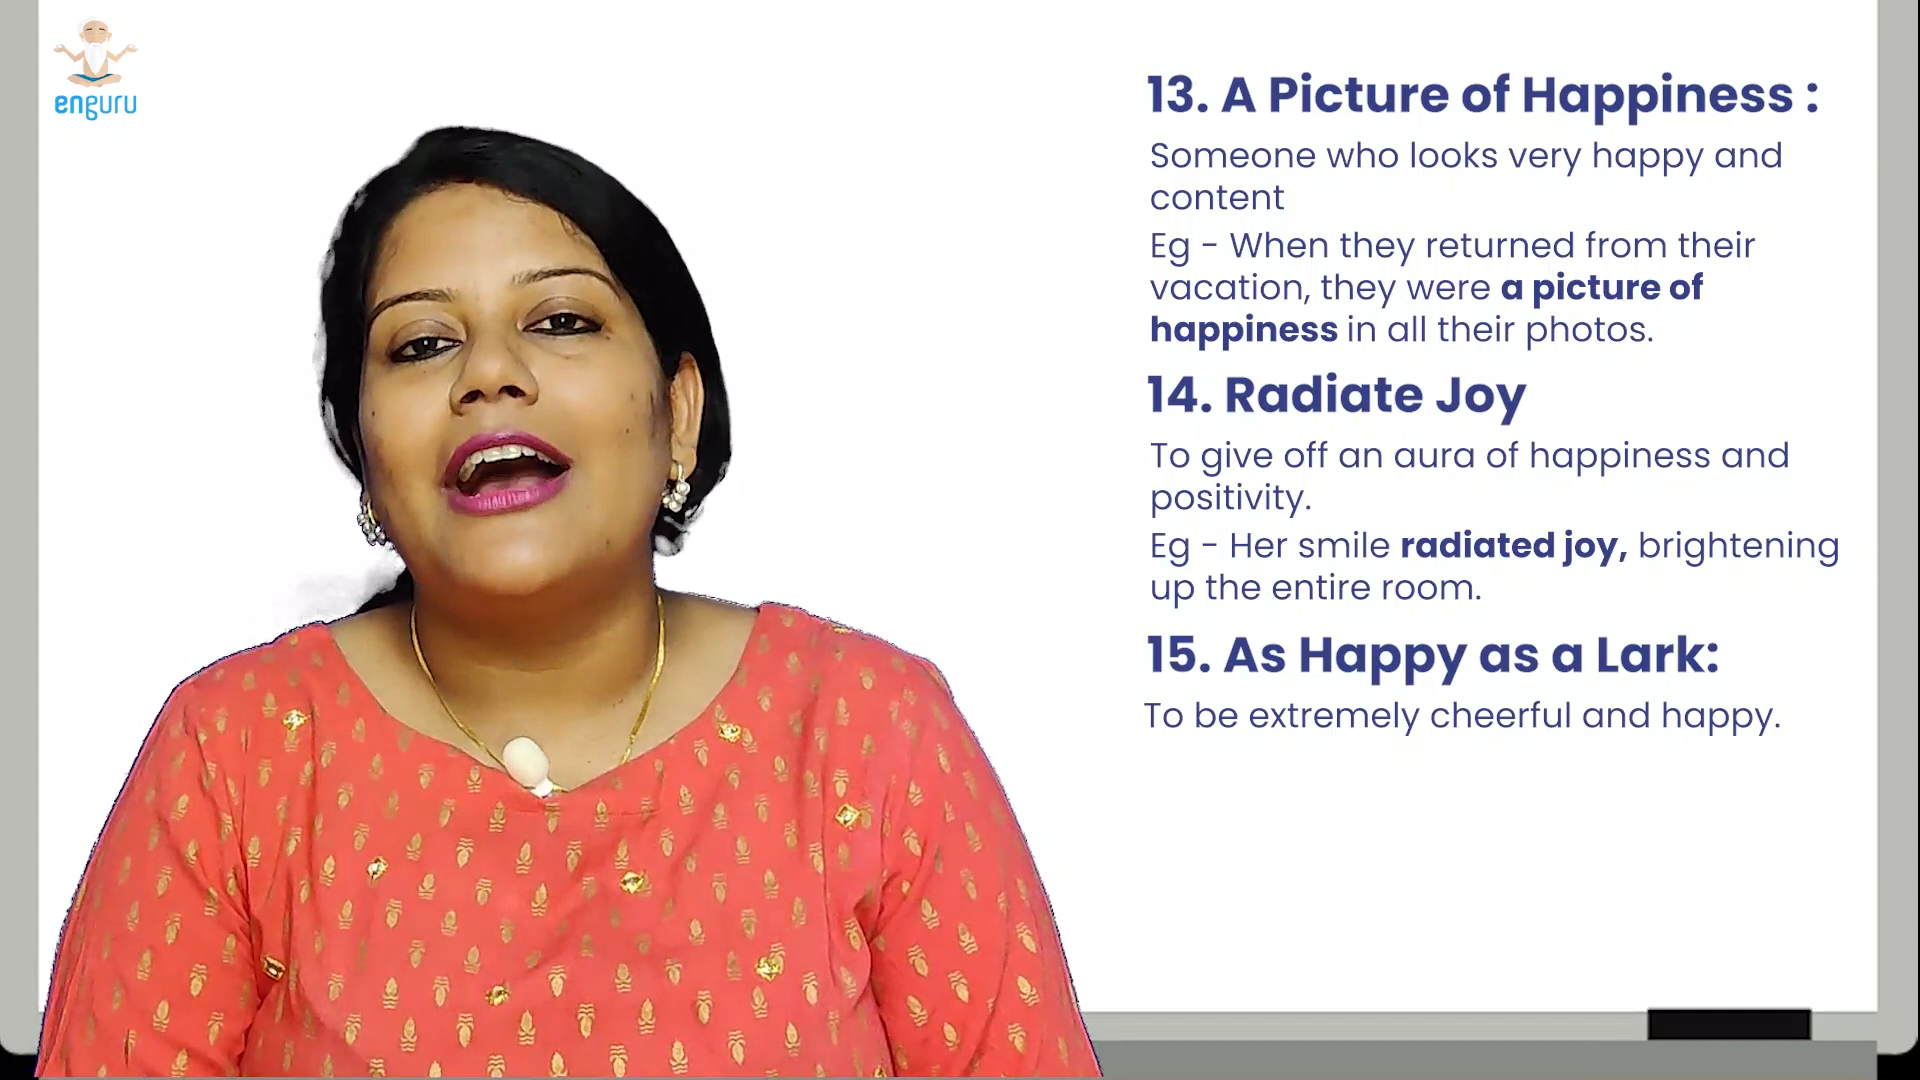 enguru
13. A Picture of Happiness :
Someone who looks very happy and
content
Eg - When they returned from their
vacation, they were a picture of
happiness in all their photos.
14. Radiate Joy
To give off an aura of happiness and
positivity.
Eg - Her smile radiated joy, brightening
up the entire room.
15. As Happy as a Lark:
To be extremely cheerful and happy.